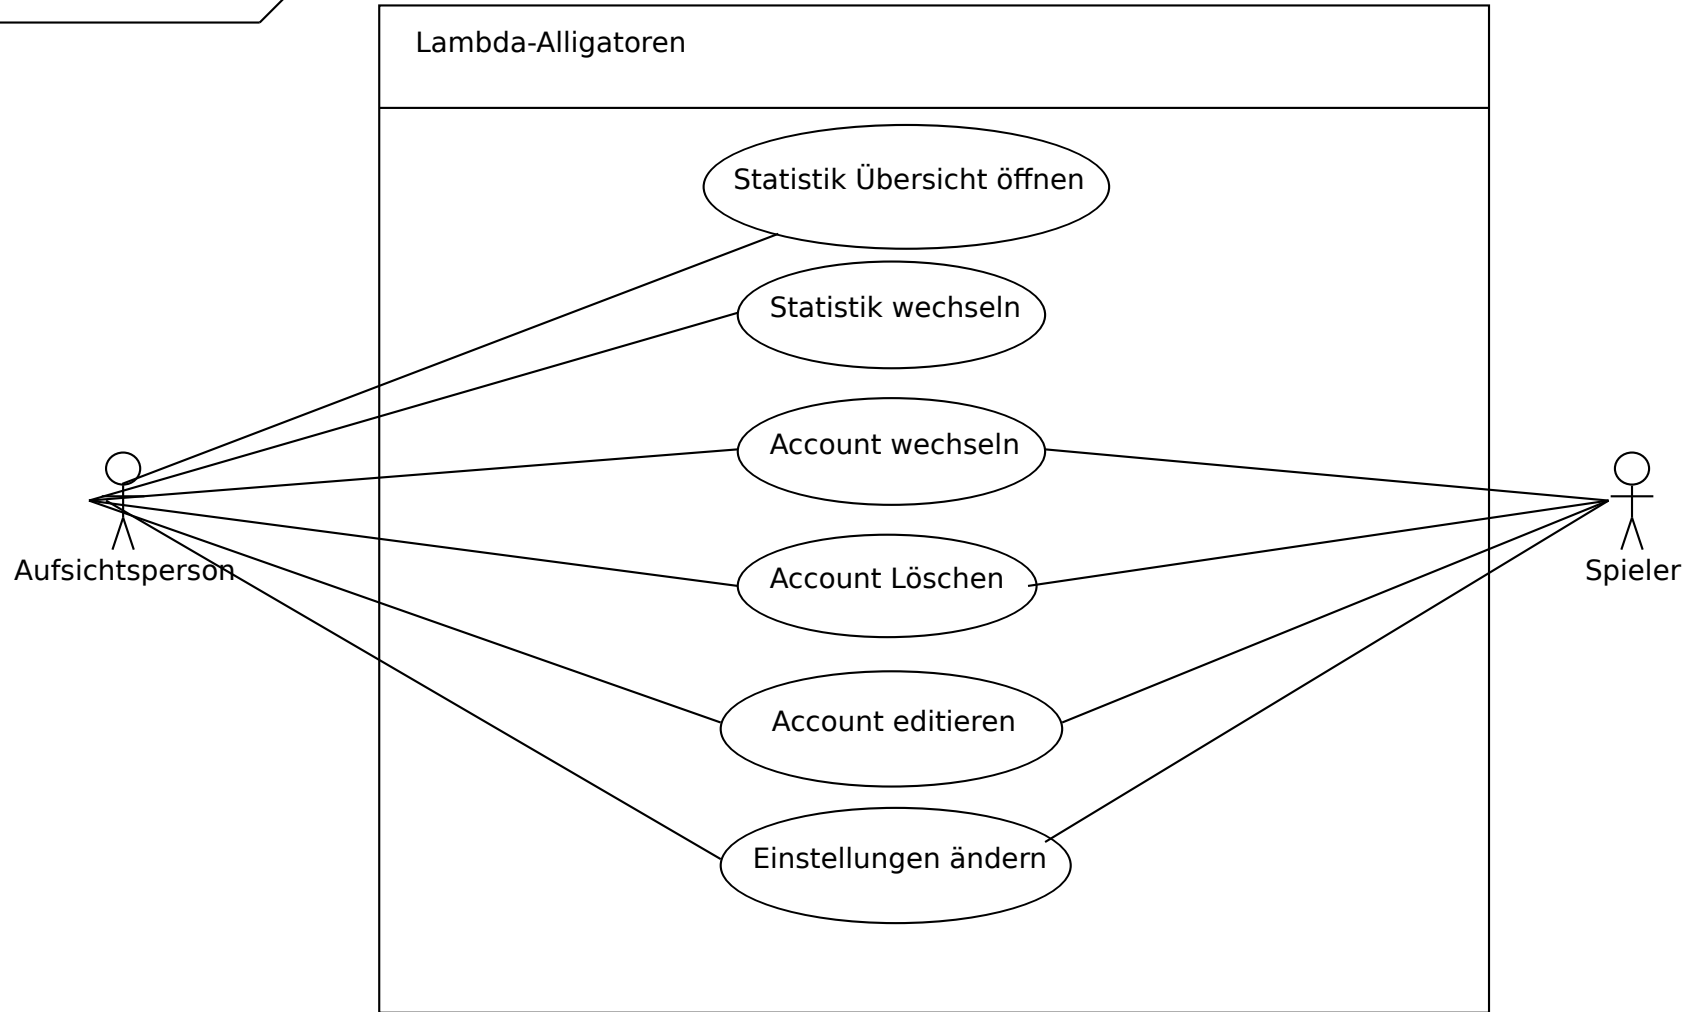 Lambda-Alligatoren
Statistik Übersicht öffnen
Statistik wechseln
Account wechseln
Account Löschen
Aufsichtsperson
Spieler
Account editieren
Einstellungen ändern